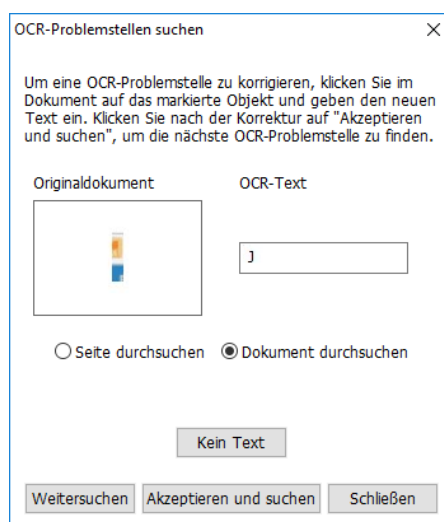 OCR-Problemstellen suchen
Um eine OCR-Problemstelle zu korrigieren, klicken Sie im
Dokument auf das markierte Objekt und geben den neuen
Text ein. Klicken Sie nach der Korrektur auf "Akzeptieren
und suchen", um die nächste OCR-Problemstelle zu finden.
Originaldokument OCR-Text
J
Seite durchsuchen Dokument durchsuchen
Kein Text
Weitersuchen Akzeptieren und suchen Schließen